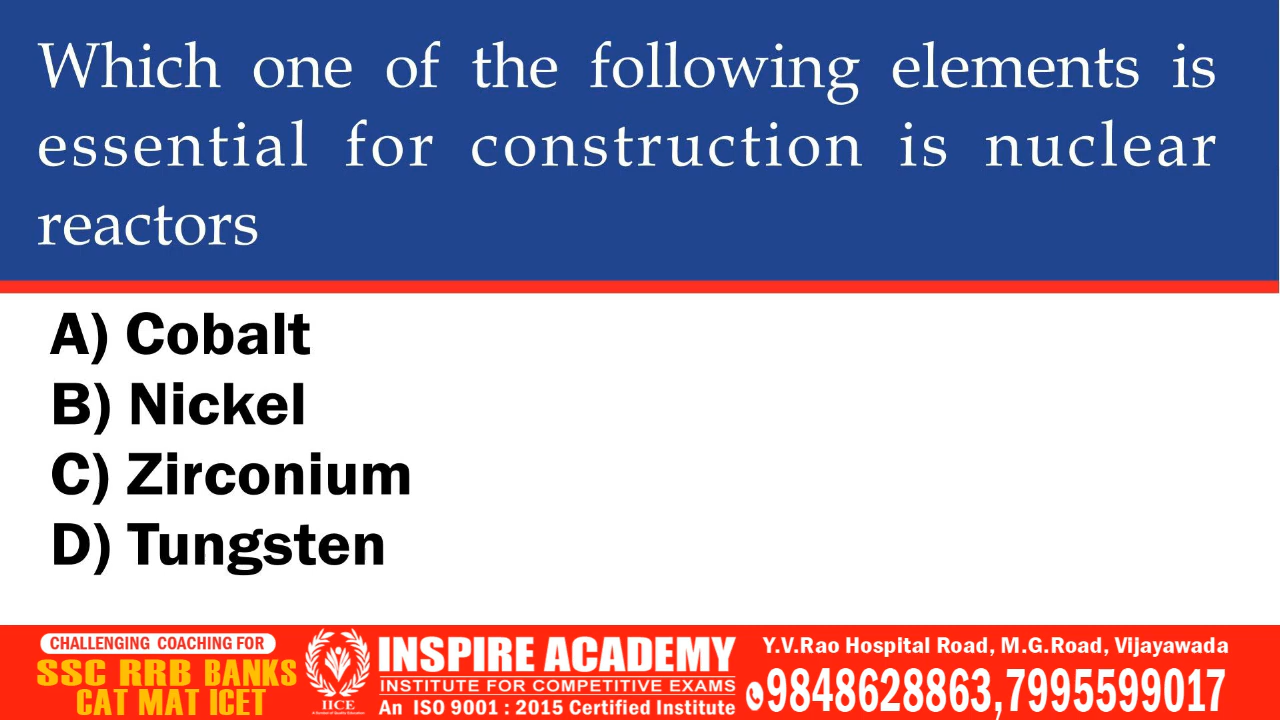 Which one of the following elements is
essential for construction is nuclear
reactors
A) Cobalt
B) Nickel
C) Zirconium
D) Tungsten
CHALLENGING COACHING FOR
SSC RRB BANKS
CAT MAT ICET
IICE
INSPIRE ACADEMY
INSTITUTE FOR COMPETITIVE EXAMS
An ISO 9001 : 2015 Certified Institute
Y.V.Rao Hospital Road, M.G.Road, Vijayawada
9848628863,7995599017